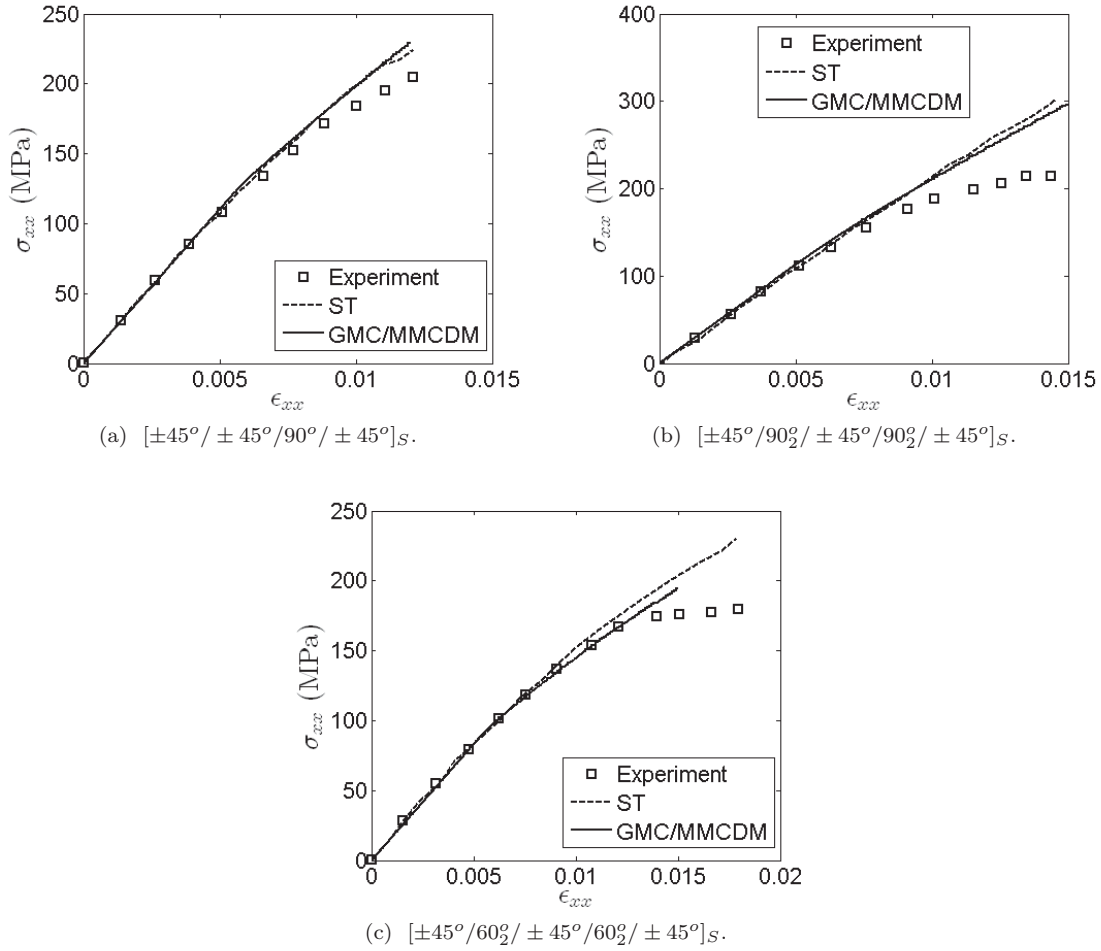 250
200
150
100
50
0
σxx (MPa)
Experiment
ST
GMC/MMCDM
0 0.005 0.01 0.015
ϵxx
(a) [±45°/ ± 45°/90°/ ± 45°]S.
400
300
200
100
0
σxx (MPa)
Experiment
ST
GMC/MMCDM
0 0.005 0.01 0.015
ϵxx
(b) [±45°/90°₂/ ± 45°/90°₂/ ± 45°]S.
250
200
150
100
50
0
σxx (MPa)
Experiment
ST
GMC/MMCDM
0 0.005 0.01 0.015 0.02
ϵxx
(c) [±45°/60°₂/ ± 45°/60°₂/ ± 45°]S.